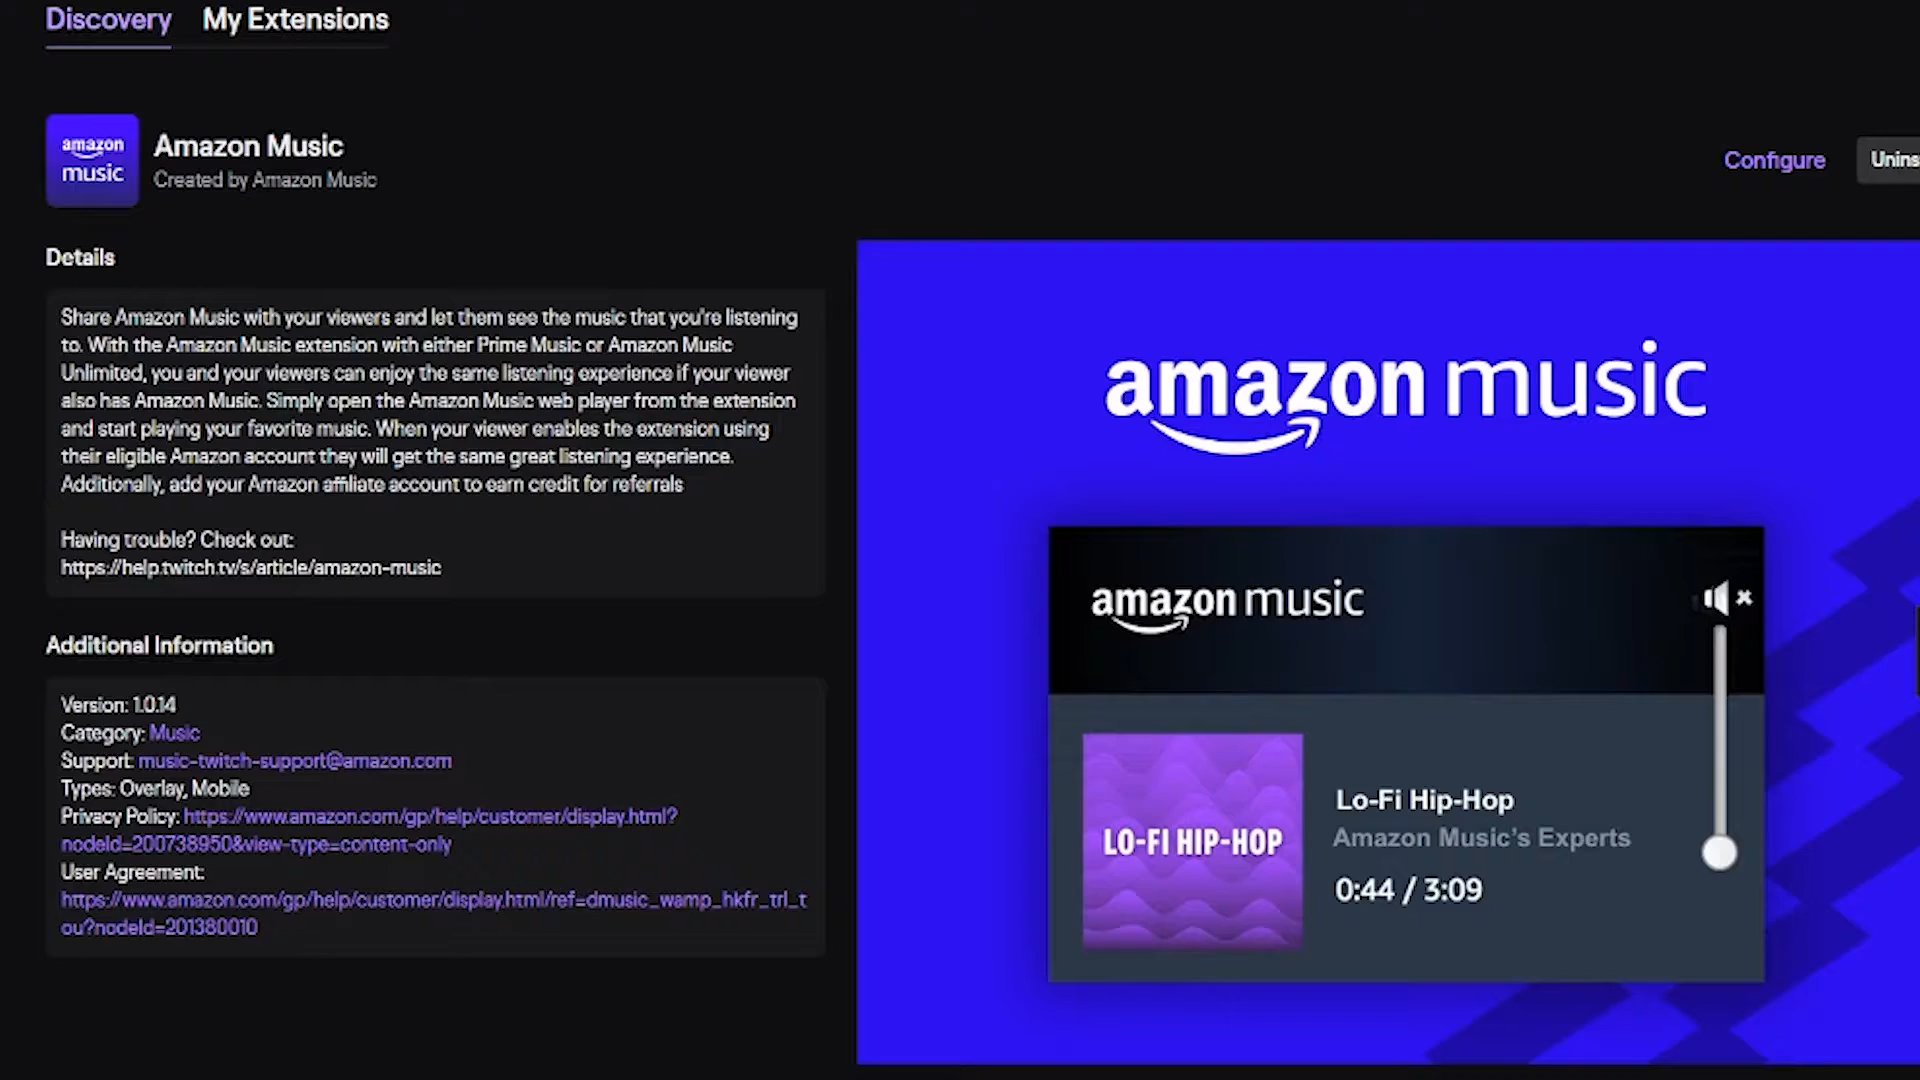 Discovery My Extensions
amazon
music
Amazon Music
Created by Amazon Music
Configure
Details
Share Amazon Music with your viewers and let them see the music that you're listening
to. With the Amazon Music extension with either Prime Music or Amazon Music
Unlimited, you and your viewers can enjoy the same listening experience if your viewer
also has Amazon Music. Simply open the Amazon Music web player from the extension
and start playing your favorite music. When your viewer enables the extension using
their eligible Amazon account they will get the same great listening experience.
Additionally, add your Amazon affiliate account to earn credit for referrals
Having trouble? Check out:
https://help.twitch.tv/s/article/amazon-music
Additional Information
Version: 1.0.14
Category: Music
Support: music-twitch-support@amazon.com
Types: Overlay, Mobile
Privacy Policy: https://www.amazon.com/gp/help/customer/display.html?
nodeId=200738950&view-type=content-only
User Agreement:
https://www.amazon.com/gp/help/customer/display.html/ref=dmusic_wamp_hkfr_trl_t
ou?nodeId=201380010
amazon music
amazon music
LO-FI HIP-HOP
Lo-Fi Hip-Hop
Amazon Music's Experts
0:44 / 3:09